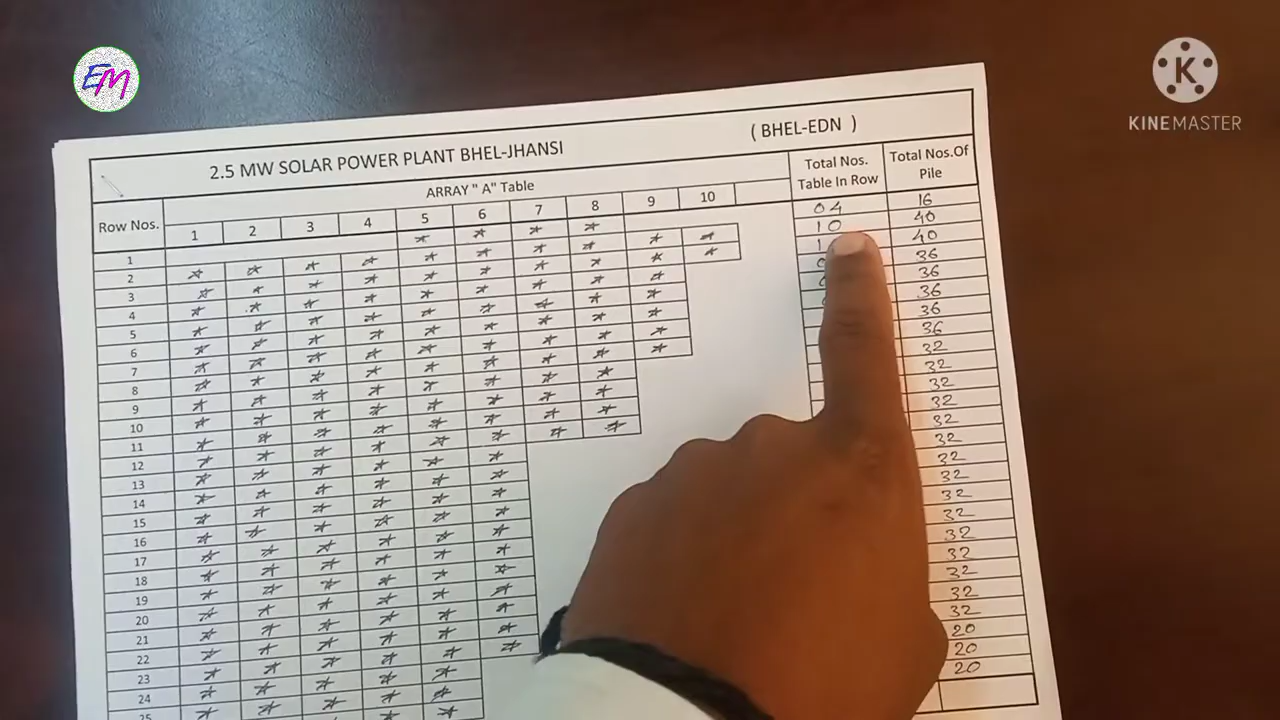 EM
K
KINEMASTER
2.5 MW SOLAR POWER PLANT BHEL-JHANSI ( BHEL-EDN )
Row Nos. ARRAY " A" Table Total Nos. Table In Row Total Nos.Of Pile
1 2 3 4 5 6 7 8 9 10
1 04 16
2 10 40
3 40
4 36
5 36
6 36
7 36
8 36
9 32
10 32
11 32
12 32
13 32
14 32
15 32
16 32
17 32
18 32
19 32
20 32
21 32
22 32
23 20
24 20
25 20